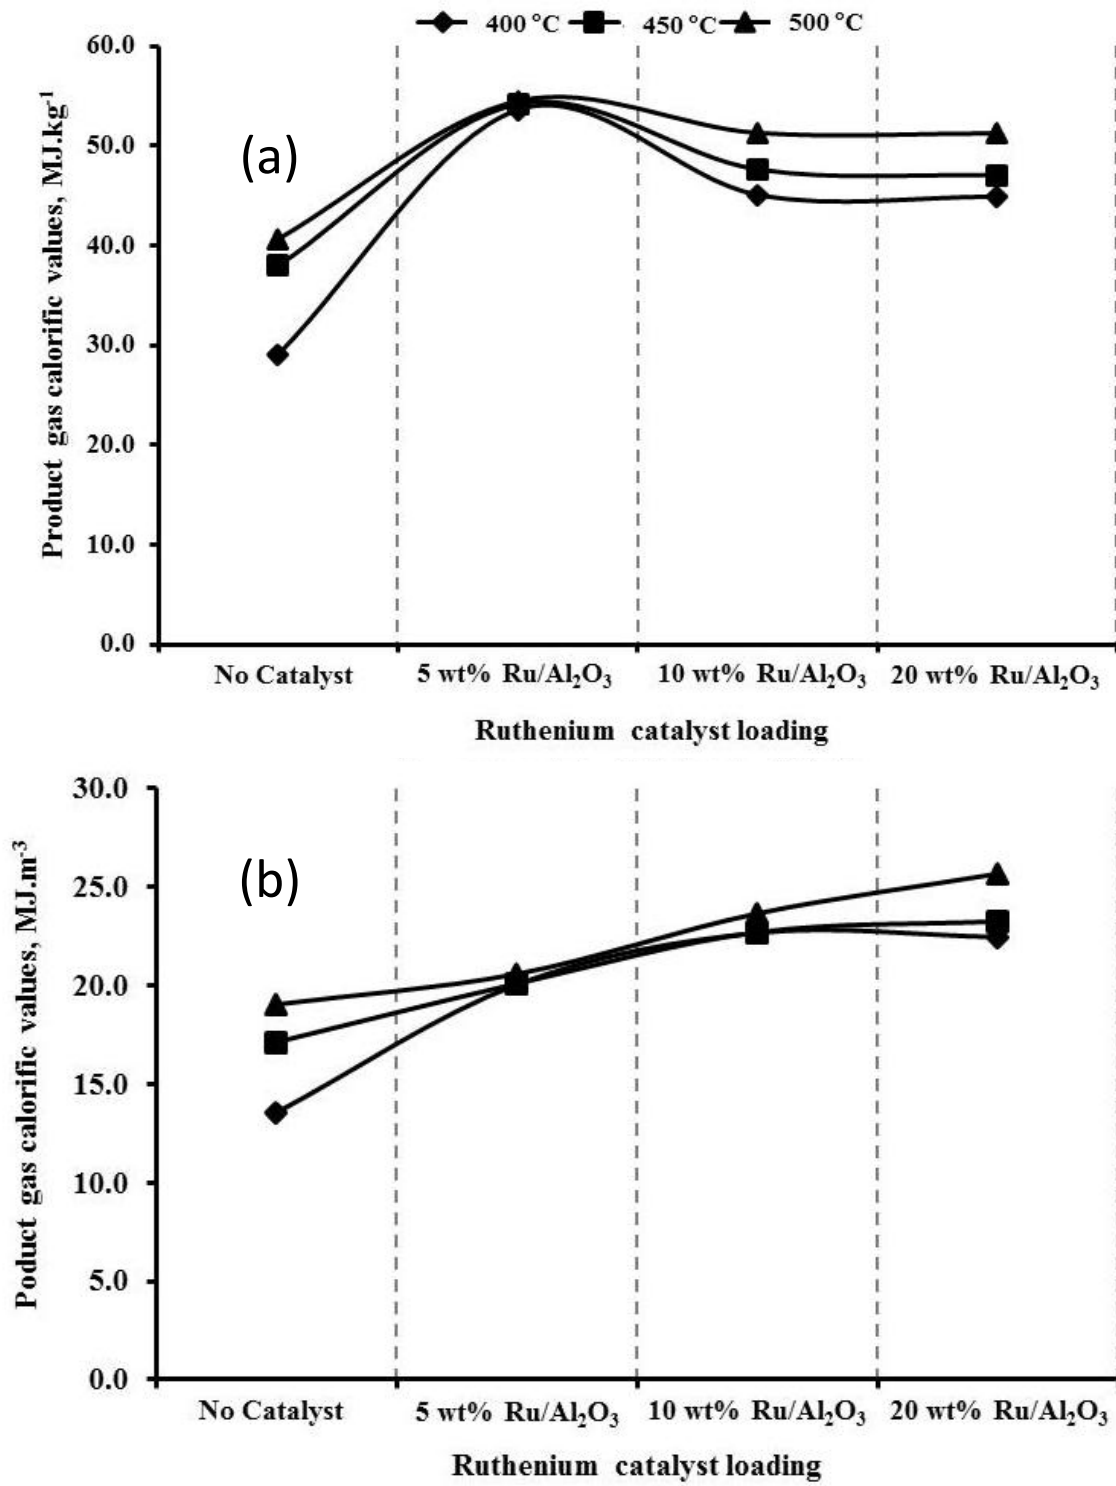 400 °C 450 °C 500 °C
60.0
50.0
40.0
30.0
20.0
10.0
0.0
Product gas calorific values, MJ.kg⁻¹
(a)
No Catalyst 5 wt% Ru/Al₂O₃ 10 wt% Ru/Al₂O₃ 20 wt% Ru/Al₂O₃
Ruthenium catalyst loading
30.0
25.0
20.0
15.0
10.0
5.0
0.0
Poduct gas calorific values, MJ.m⁻³
(b)
No Catalyst 5 wt% Ru/Al₂O₃ 10 wt% Ru/Al₂O₃ 20 wt% Ru/Al₂O₃
Ruthenium catalyst loading